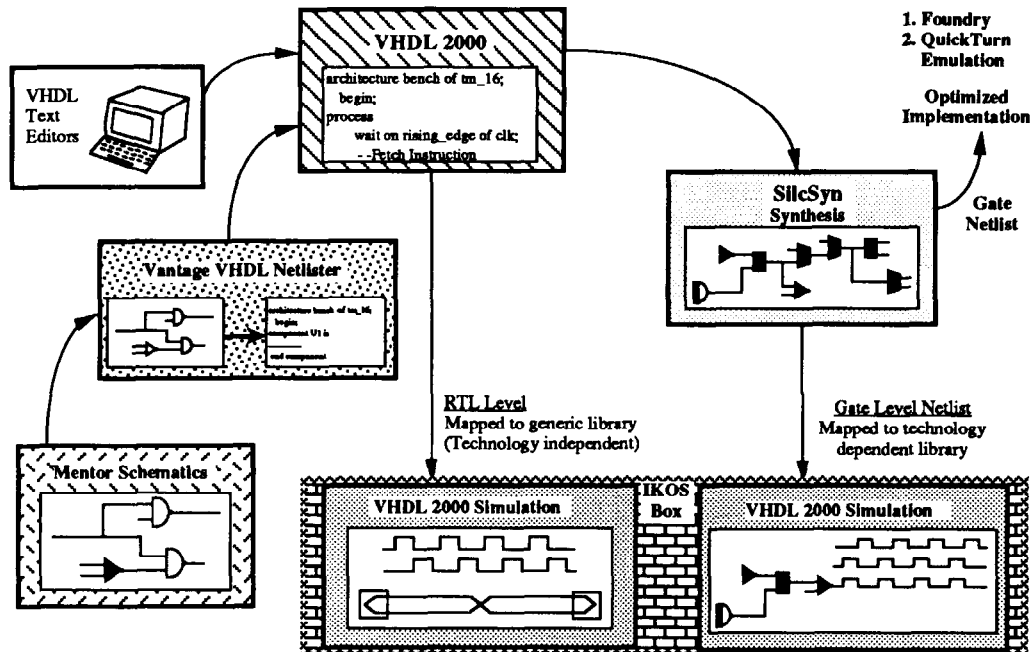 VHDL 2000
architecture bench of tm_16;
begin;
process
wait on rising_edge of clk;
- -Fetch Instruction
1. Foundry
2. QuickTurn
Emulation
Optimized
Implementation
VHDL
Text
Editors
SilcSyn
Synthesis
Gate
Netlist
Vantage VHDL Netlister
architecture bench of tm_16;
begin;
component U1 is
end component
RTL Level
Mapped to generic library
(Technology independent)
Gate Level Netlist
Mapped to technology
dependent library
Mentor Schematics
VHDL 2000 Simulation
IKOS
Box
VHDL 2000 Simulation